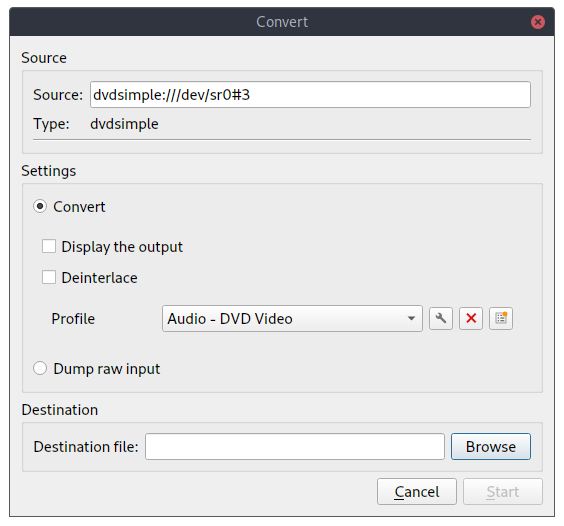 Convert
Source
Source: dvdsimple:///dev/sr0#3
Type: dvdsimple
Settings
Convert
Display the output
Deinterlace
Profile Audio - DVD Video
Dump raw input
Destination
Destination file: Browse
Cancel Start